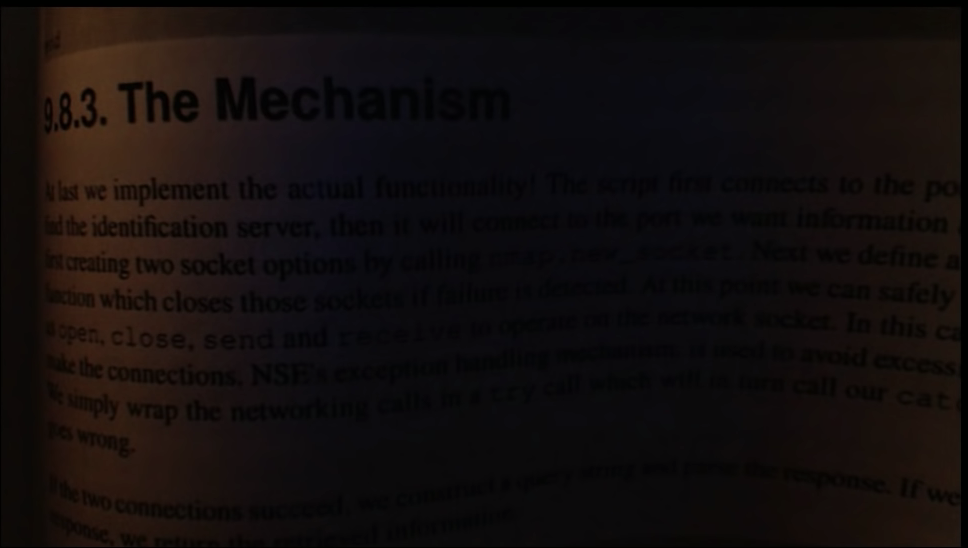 9.8.3. The Mechanism
At last we implement the actual functionality! The script first connects to the po
find the identification server, then it will connect to the port we want information
first creating two socket options by calling nmap.new_socket. Next we define a
function which closes those sockets if failure is detected. At this point we can safely
as open, close, send and receive to operate on the network socket. In this ca
make the connections. NSE's exception handling mechanism is used to avoid excess
We simply wrap the networking calls in a try call which will in turn call our cat
goes wrong.
If the two connections succeed, we construct a query string and parse the response. If we
response, we return the retrieved information.